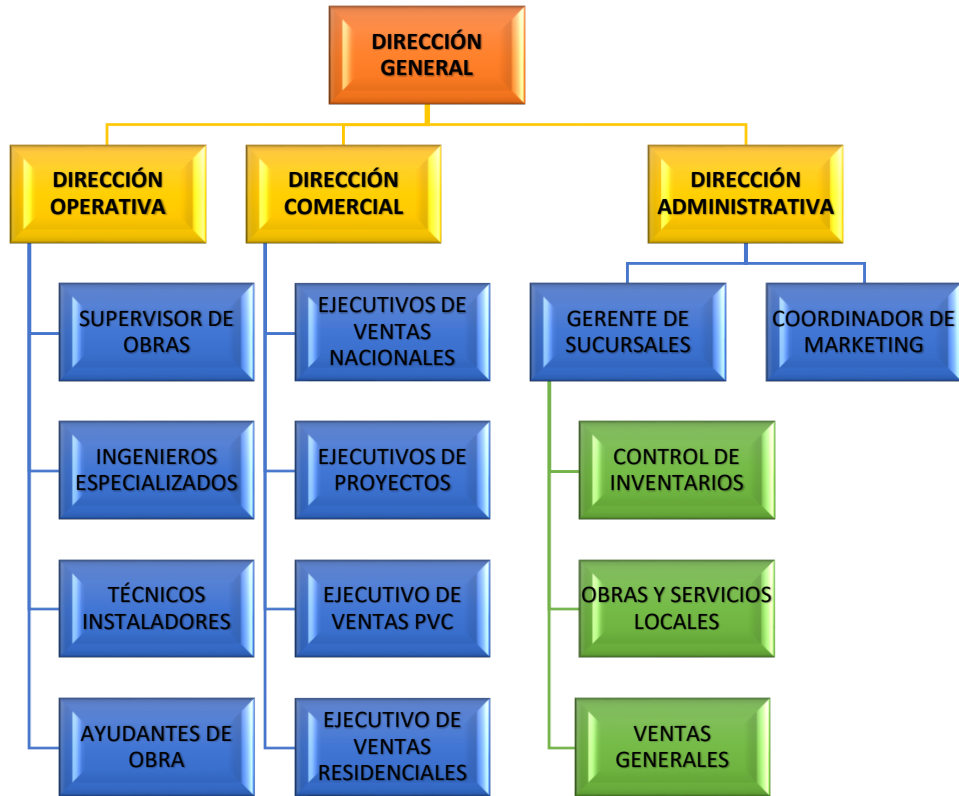 DIRECCIÓN
GENERAL
DIRECCIÓN
OPERATIVA
DIRECCIÓN
COMERCIAL
DIRECCIÓN
ADMINISTRATIVA
SUPERVISOR DE
OBRAS
EJECUTIVOS DE
VENTAS
NACIONALES
GERENTE DE
SUCURSALES
COORDINADOR DE
MARKETING
INGENIEROS
ESPECIALIZADOS
EJECUTIVOS DE
PROYECTOS
CONTROL DE
INVENTARIOS
TÉCNICOS
INSTALADORES
EJECUTIVO DE
VENTAS PVC
OBRAS Y SERVICIOS
LOCALES
AYUDANTES DE
OBRA
EJECUTIVO DE
VENTAS
RESIDENCIALES
VENTAS
GENERALES